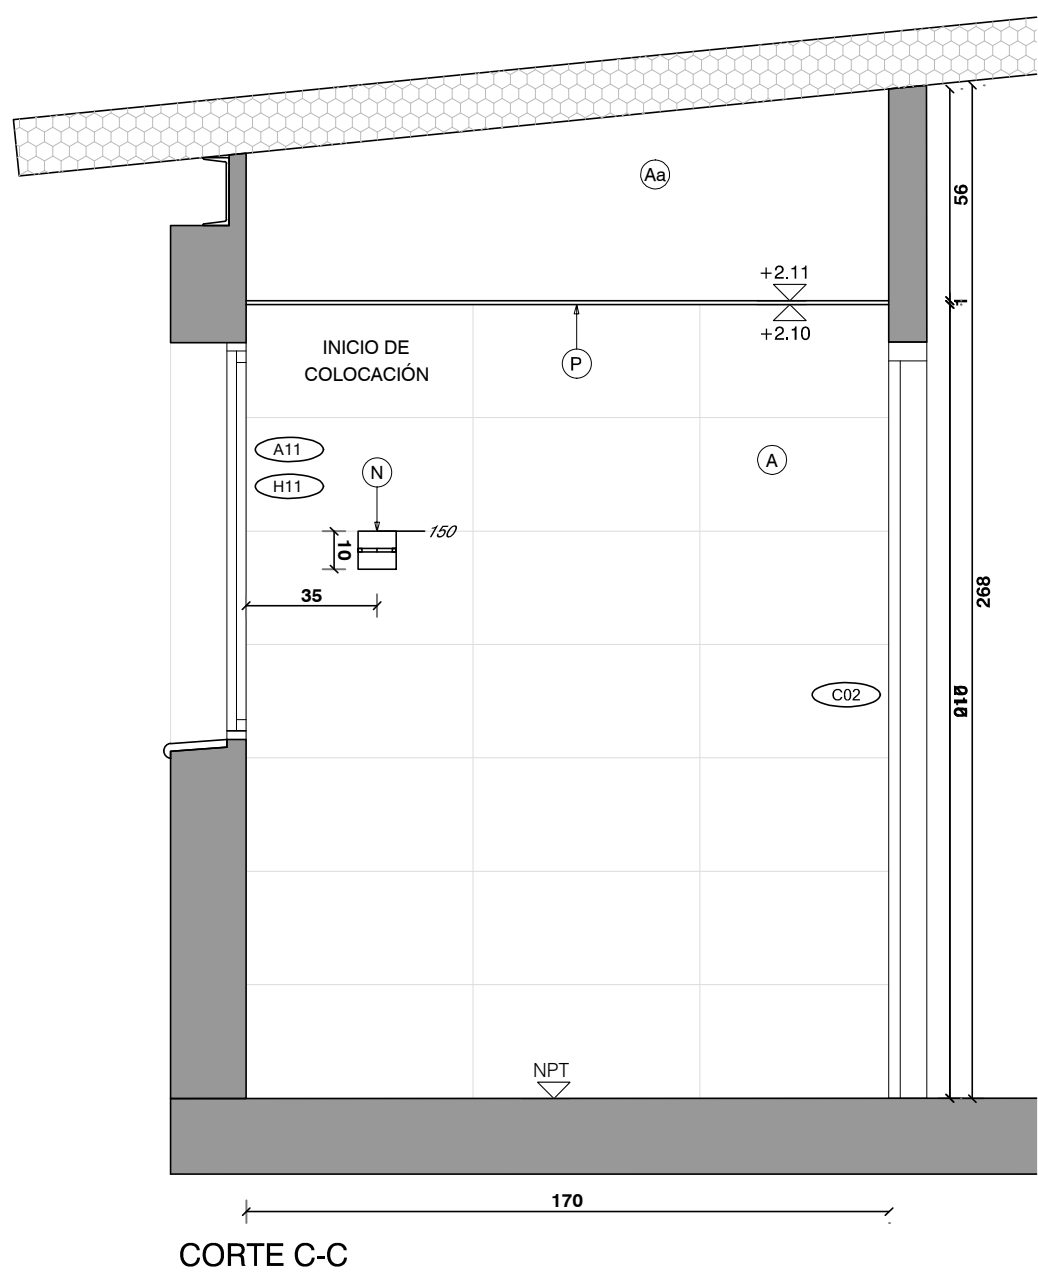 Aa
56
+2.11
1
+2.10
INICIO DE
COLOCACIÓN
P
A11
H11
N
A
150
10
35
268
C02
NPT
170
CORTE C-C